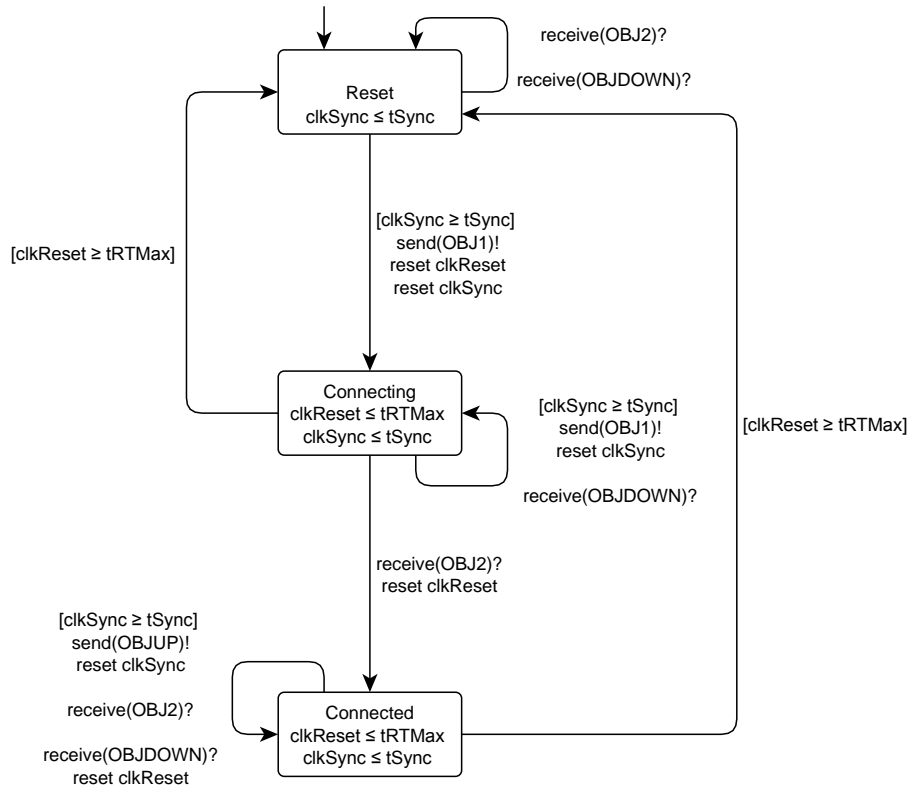 receive(OBJ2)?
receive(OBJDOWN)?
Reset
clkSync ≤ tSync
[clkSync ≥ tSync]
send(OBJ1)!
reset clkReset
reset clkSync
[clkReset ≥ tRTMax]
Connecting
clkReset ≤ tRTMax
clkSync ≤ tSync
[clkSync ≥ tSync]
send(OBJ1)!
reset clkSync
receive(OBJDOWN)?
[clkReset ≥ tRTMax]
receive(OBJ2)?
reset clkReset
[clkSync ≥ tSync]
send(OBJUP)!
reset clkSync
receive(OBJ2)?
receive(OBJDOWN)?
reset clkReset
Connected
clkReset ≤ tRTMax
clkSync ≤ tSync